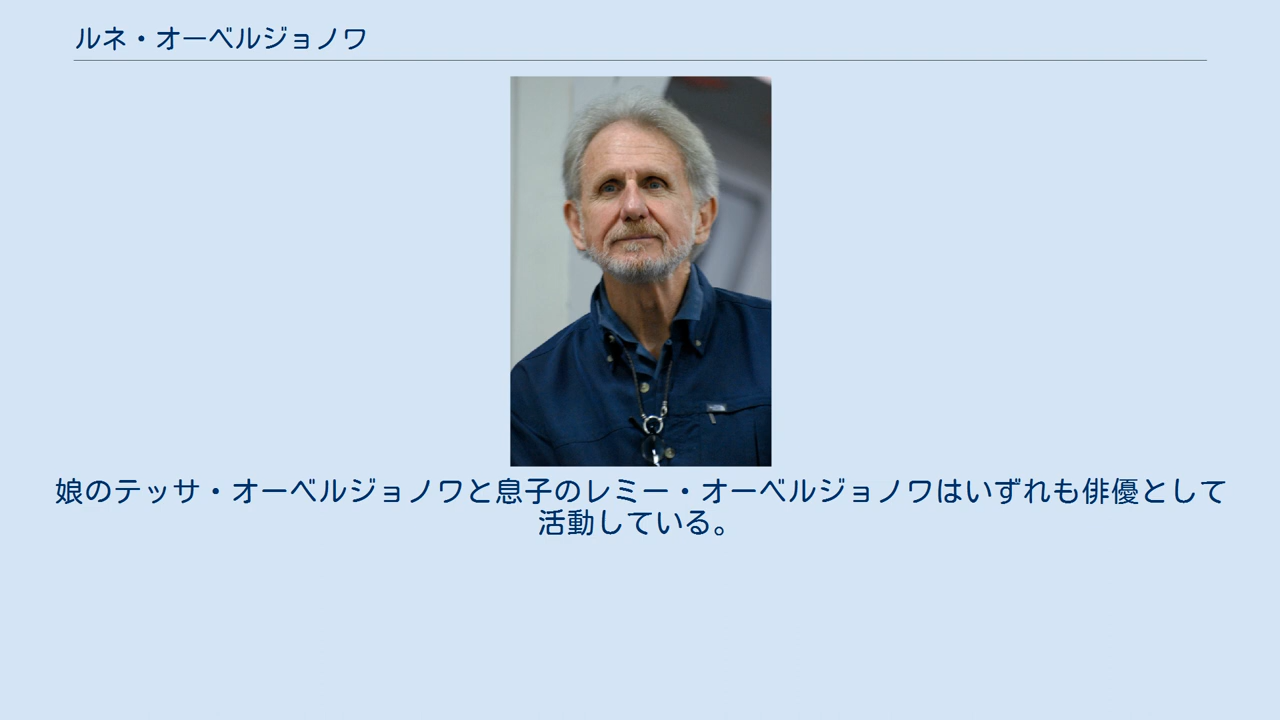 ルネ・オーベルジョノワ
娘のテッサ・オーベルジョノワと息子のレミー・オーベルジョノワはいずれも俳優として
活動している。